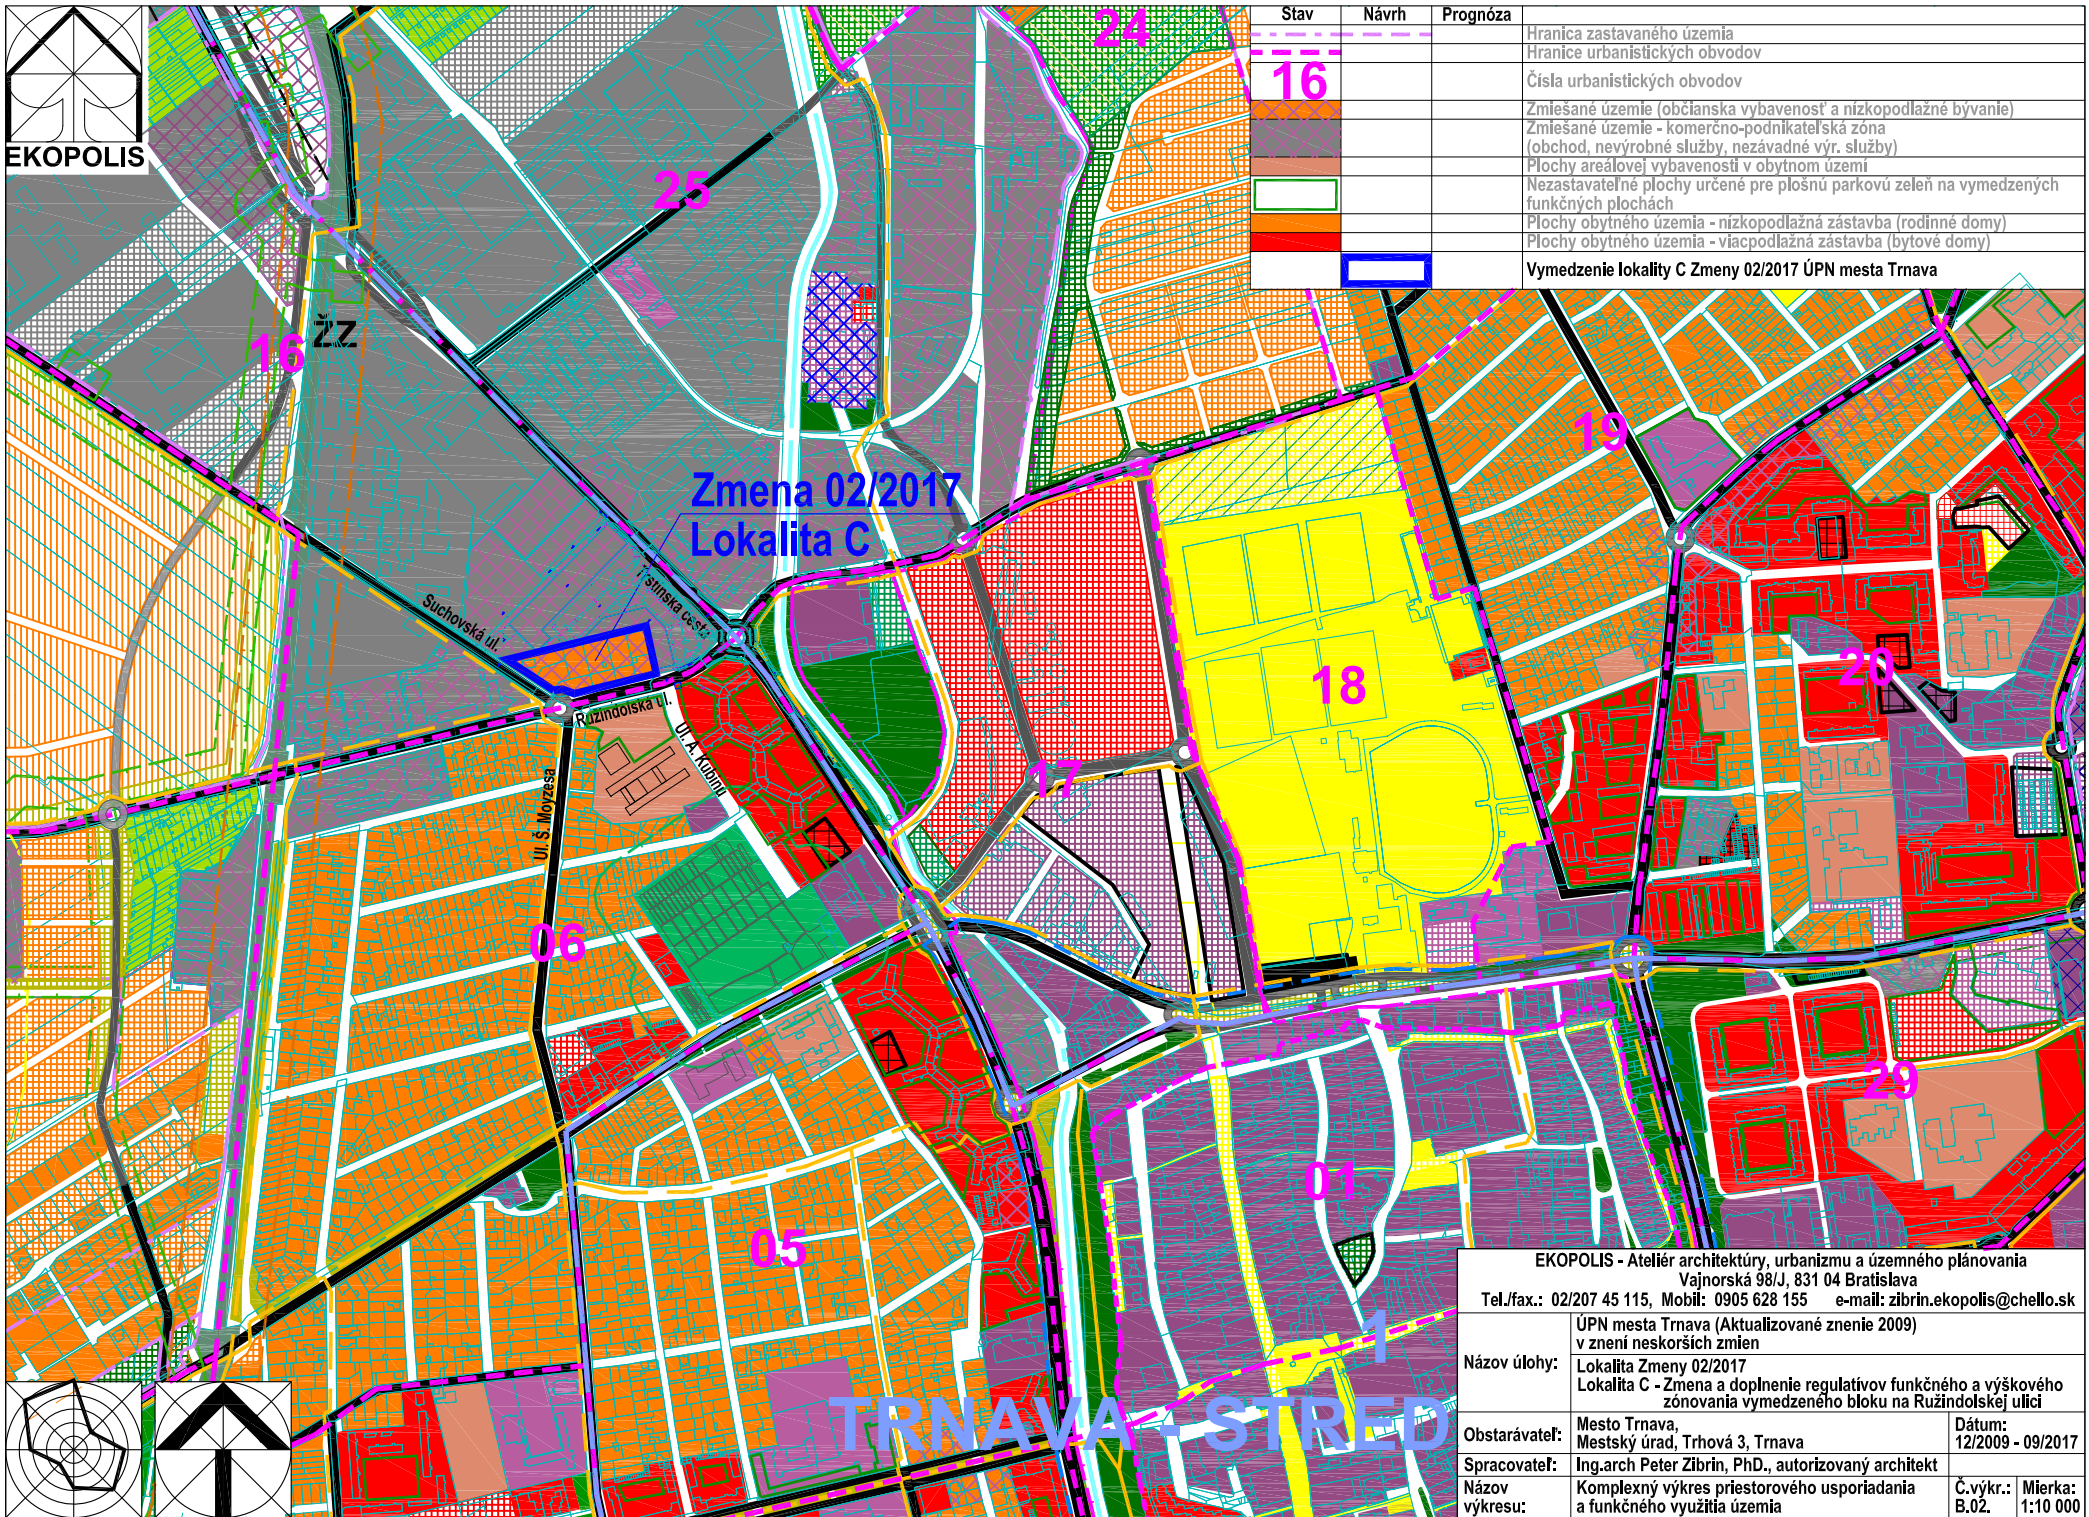 EKOPOLIS
Stav Návrh Prognóza
Hranica zastavaného územia
Hranice urbanistických obvodov
16 Čísla urbanistických obvodov
Zmiešané územie (občianska vybavenosť a nízkopodlažné bývanie)
Zmiešané územie - komerčno-podnikateľská zóna
(obchod, nevýrobné služby, nezávadné výr. služby)
Plochy areálovej vybavenosti v obytnom území
Nezastavateľné plochy určené pre plošnú parkovú zeleň na vymedzených
funkčných plochách
Plochy obytného územia - nízkopodlažná zástavba (rodinné domy)
Plochy obytného územia - viacpodlažná zástavba (bytové domy)
Vymedzenie lokality C Zmeny 02/2017 ÚPN mesta Trnava
24
25
16
ŽZ
19
Zmena 02/2017
Lokalita C
Suchovská ul.
cesta
Ružindolská ul.
Ul. A. Kubinu
Ul. Š. Moyzesa
18
20
17
06
29
01
05
1
TRNAVA - STRED
EKOPOLIS - Ateliér architektúry, urbanizmu a územného plánovania
Vajnorská 98/J, 831 04 Bratislava
Tel./fax.: 02/207 45 115, Mobil: 0905 628 155 e-mail: zibrin.ekopolis@chello.sk
Názov úlohy:
ÚPN mesta Trnava (Aktualizované znenie 2009)
v znení neskorších zmien
Lokalita Zmeny 02/2017
Lokalita C - Zmena a doplnenie regulatívov funkčného a výškového
zónovania vymedzeného bloku na Ružindolskej ulici
Obstarávateľ:
Mesto Trnava,
Mestský úrad, Trhová 3, Trnava
Dátum:
12/2009 - 09/2017
Spracovateľ: Ing.arch Peter Zibrin, PhD., autorizovaný architekt
Názov
výkresu:
Komplexný výkres priestorového usporiadania
a funkčného využitia územia
Č.výkr.:
B.02.
Mierka:
1:10 000